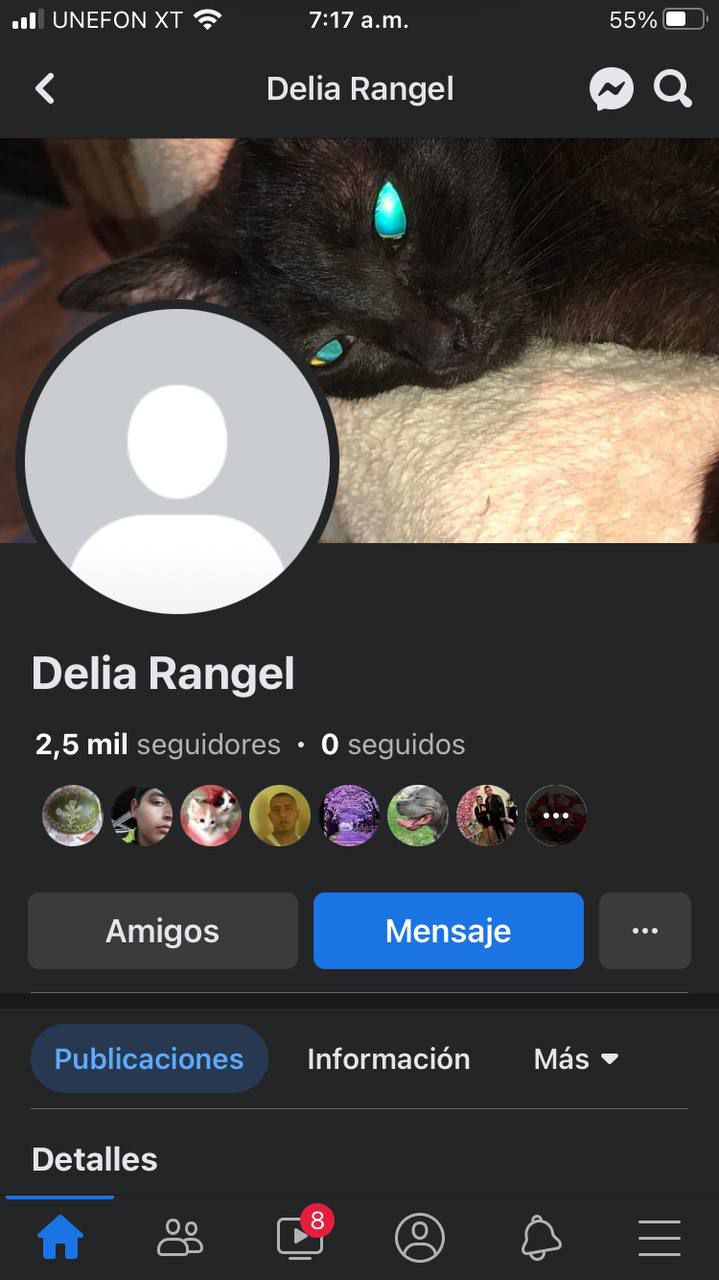 UNEFON XT 7:17 a.m. 55%
Delia Rangel
Delia Rangel
2,5 mil seguidores · 0 seguidos
Amigos Mensaje
Publicaciones Información Más
Detalles
8